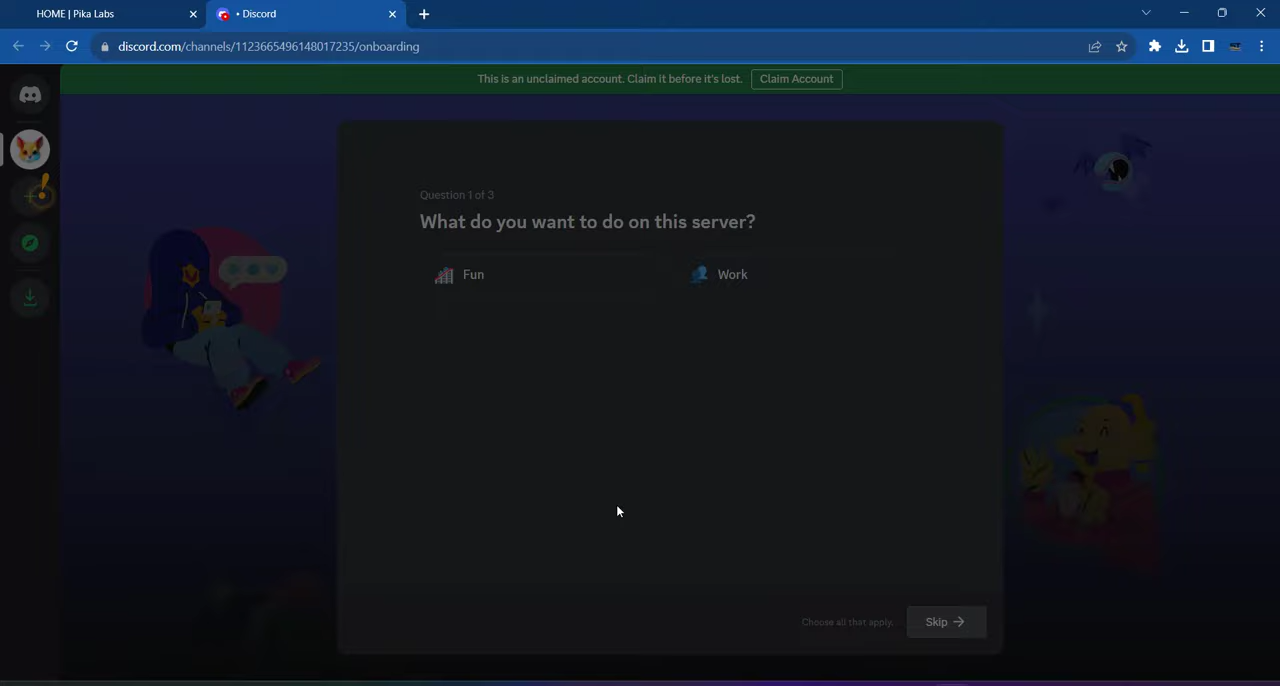 HOME | Pika Labs
• Discord
discord.com/channels/1123665496148017235/onboarding
This is an unclaimed account. Claim it before it's lost.
Claim Account
Question 1 of 3
What do you want to do on this server?
Fun
Work
Choose all that apply.
Skip →